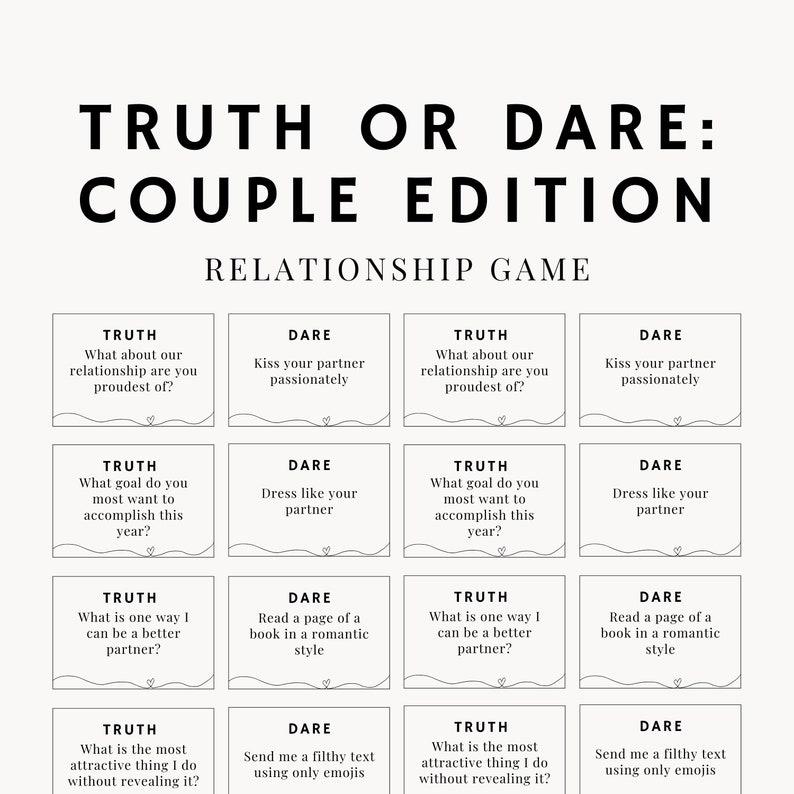 TRUTH OR DARE:
COUPLE EDITION
RELATIONSHIP GAME
TRUTH
What about our
relationship are you
proudest of?
DARE
Kiss your partner
passionately
TRUTH
What about our
relationship are you
proudest of?
DARE
Kiss your partner
passionately
TRUTH
What goal do you
most want to
accomplish this
year?
DARE
Dress like your
partner
TRUTH
What goal do you
most want to
accomplish this
year?
DARE
Dress like your
partner
TRUTH
What is one way I
can be a better
partner?
DARE
Read a page of a
book in a romantic
style
TRUTH
What is one way I
can be a better
partner?
DARE
Read a page of a
book in a romantic
style
TRUTH
What is the most
attractive thing I do
without revealing it?
DARE
Send me a filthy text
using only emojis
TRUTH
What is the most
attractive thing I do
without revealing it?
DARE
Send me a filthy text
using only emojis